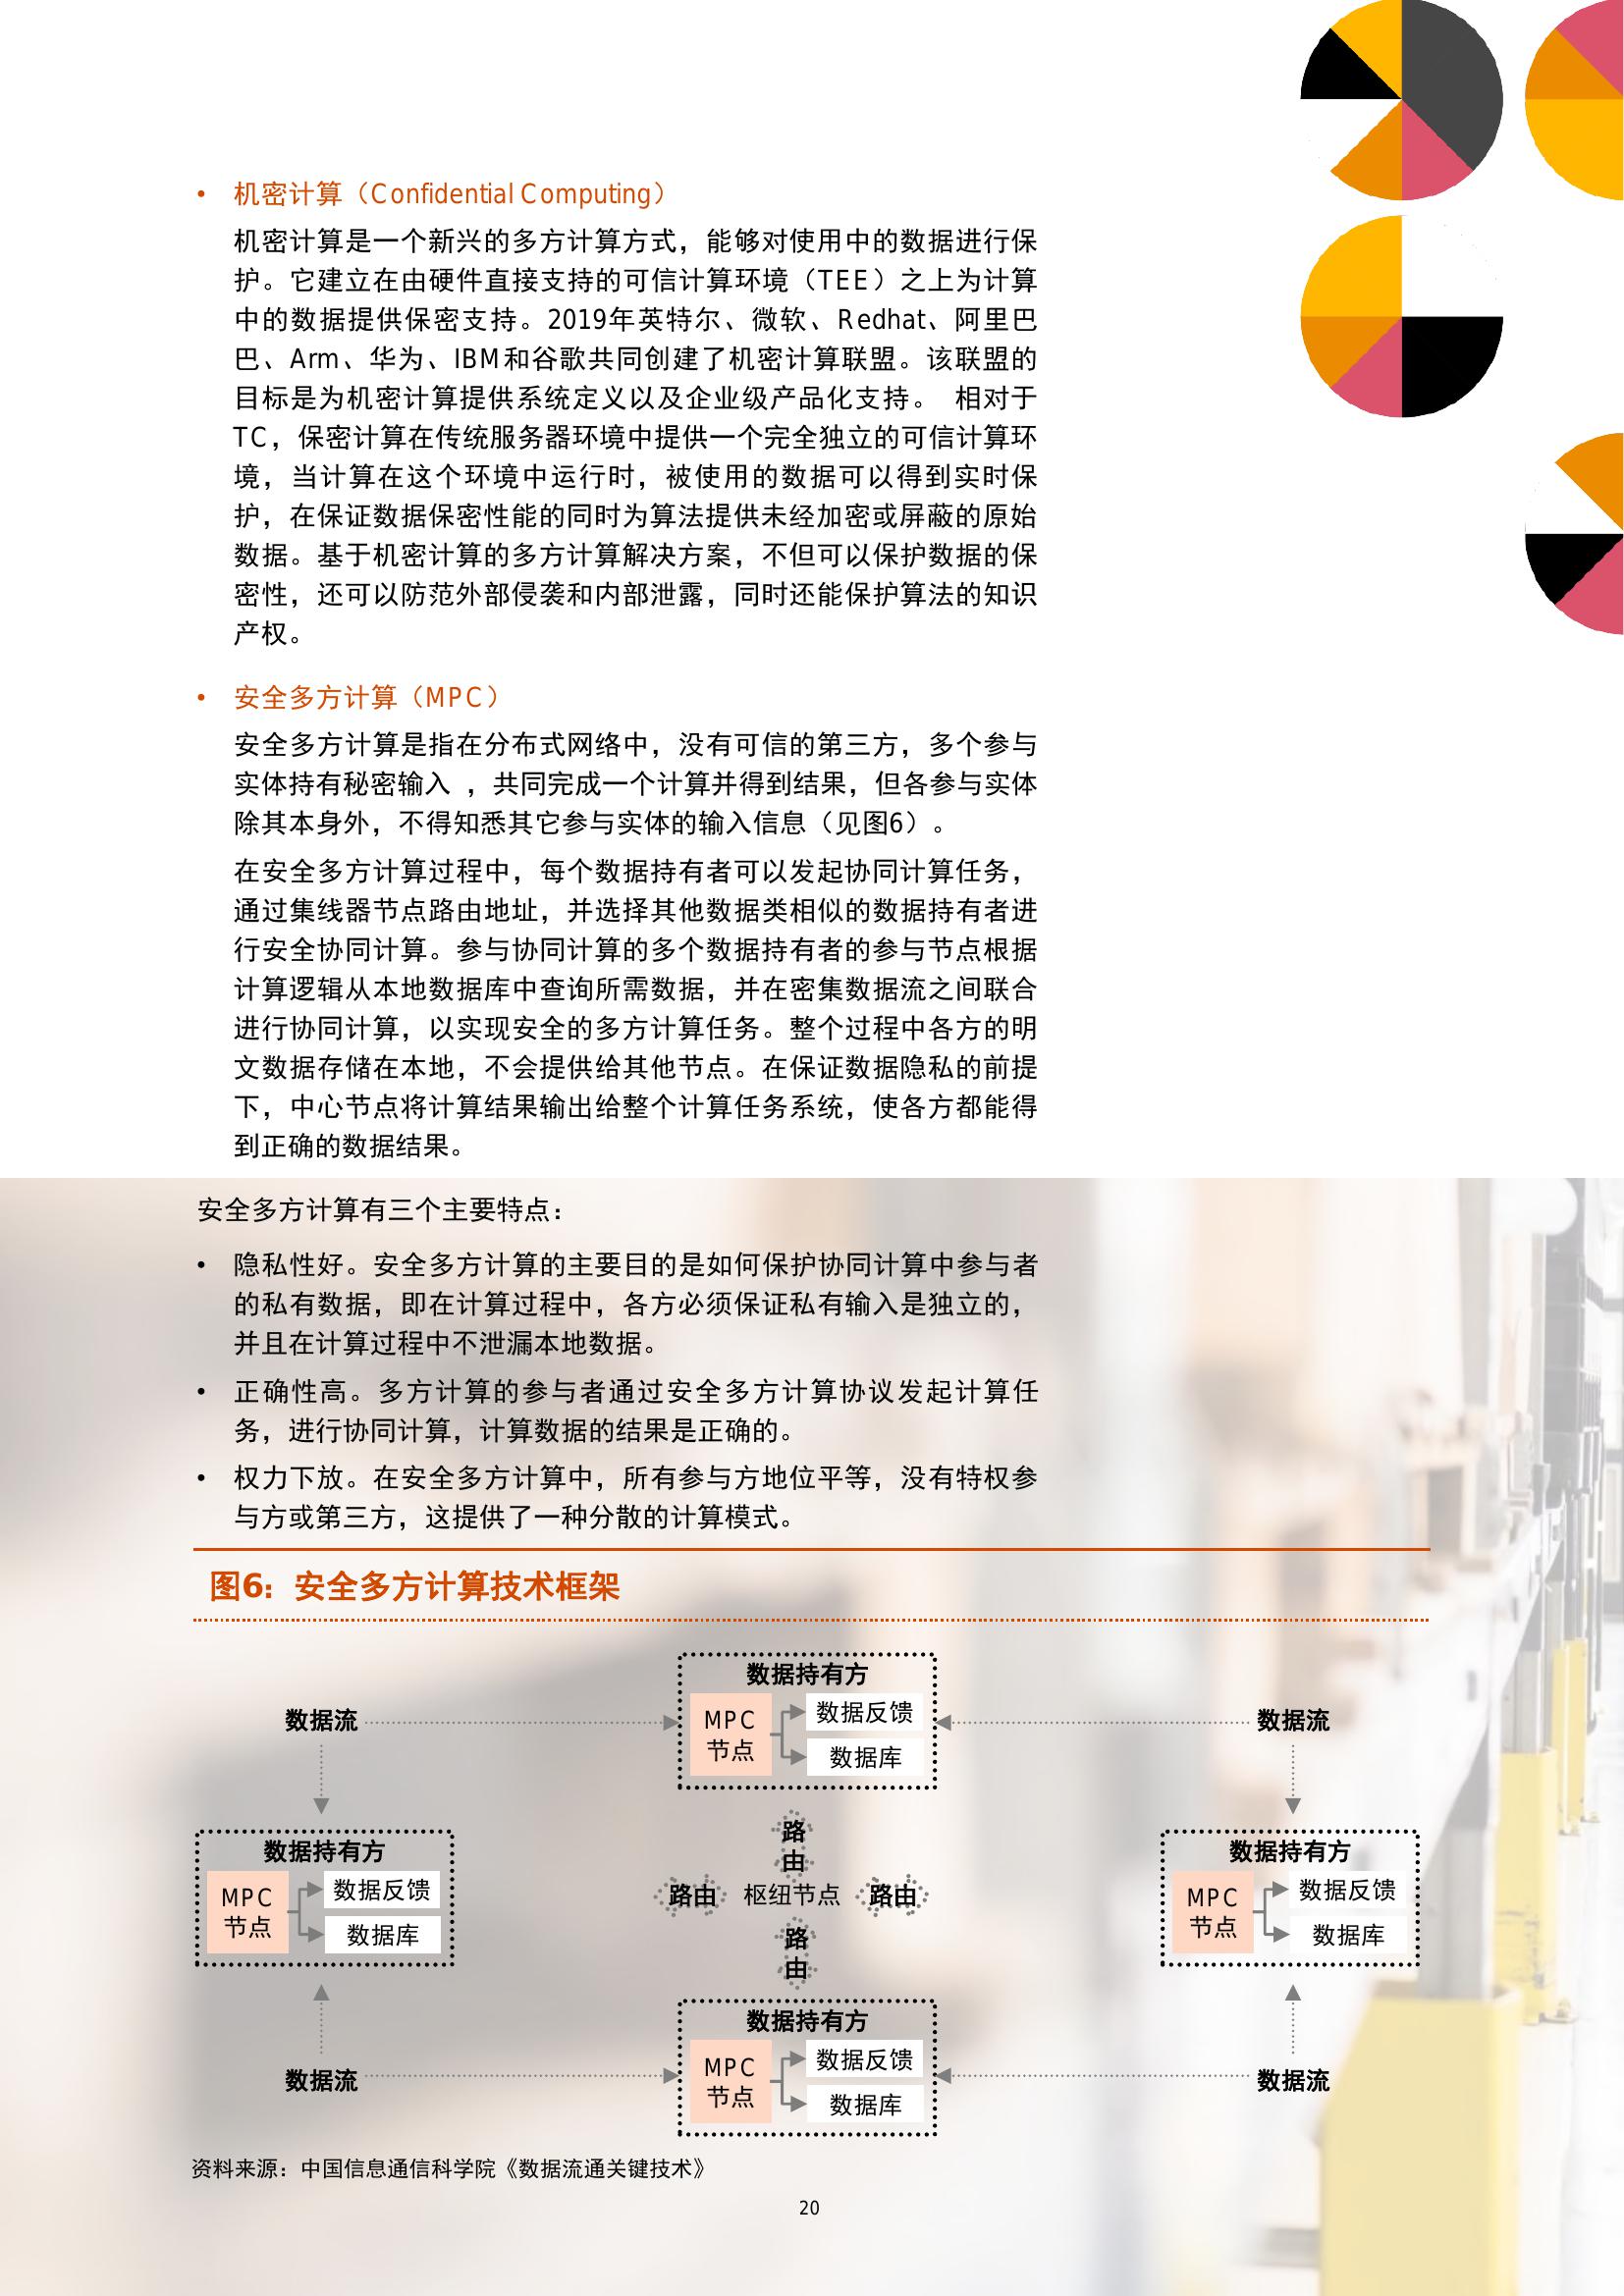 • 机密计算（Confidential Computing）
机密计算是一个新兴的多方计算方式，能够对使用中的数据进行保
护。它建立在由硬件直接支持的可信计算环境（TEE）之上为计算
中的数据提供保密支持。2019年英特尔、微软、Redhat、阿里巴
巴、Arm、华为、IBM和谷歌共同创建了机密计算联盟。该联盟的
目标是为机密计算提供系统定义以及企业级产品化支持。 相对于
TC，保密计算在传统服务器环境中提供一个完全独立的可信计算环
境，当计算在这个环境中运行时，被使用的数据可以得到实时保
护，在保证数据保密性能的同时为算法提供未经加密或屏蔽的原始
数据。基于机密计算的多方计算解决方案，不但可以保护数据的保
密性，还可以防范外部侵袭和内部泄露，同时还能保护算法的知识
产权。
• 安全多方计算（MPC）
安全多方计算是指在分布式网络中，没有可信的第三方，多个参与
实体持有秘密输入 ，共同完成一个计算并得到结果，但各参与实体
除其本身外，不得知悉其它参与实体的输入信息（见图6）。
在安全多方计算过程中，每个数据持有者可以发起协同计算任务，
通过集线器节点路由地址，并选择其他数据类相似的数据持有者进
行安全协同计算。参与协同计算的多个数据持有者的参与节点根据
计算逻辑从本地数据库中查询所需数据，并在密集数据流之间联合
进行协同计算，以实现安全的多方计算任务。整个过程中各方的明
文数据存储在本地，不会提供给其他节点。在保证数据隐私的前提
下，中心节点将计算结果输出给整个计算任务系统，使各方都能得
到正确的数据结果。
安全多方计算有三个主要特点：
• 隐私性好。安全多方计算的主要目的是如何保护协同计算中参与者
的私有数据，即在计算过程中，各方必须保证私有输入是独立的，
并且在计算过程中不泄漏本地数据。
• 正确性高。多方计算的参与者通过安全多方计算协议发起计算任
务，进行协同计算，计算数据的结果是正确的。
• 权力下放。在安全多方计算中，所有参与方地位平等，没有特权参
与方或第三方，这提供了一种分散的计算模式。
图6：安全多方计算技术框架
数据持有方
MPC
节点
数据反馈
数据库
数据流
数据流
数据持有方
MPC
节点
数据反馈
数据库
路
由
路由
枢纽节点
路由
路
由
数据持有方
MPC
节点
数据反馈
数据库
数据持有方
MPC
节点
数据反馈
数据库
数据流
数据流
资料来源：中国信息通信科学院《数据流通关键技术》
20